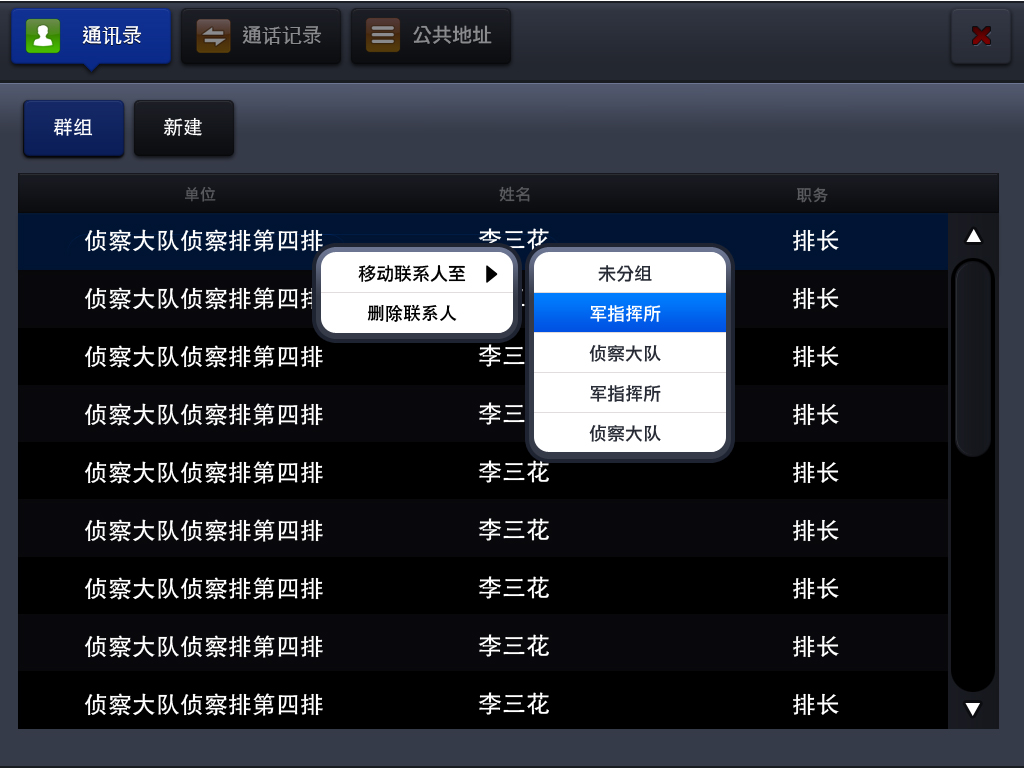 通讯录 通话记录 公共地址
群组 新建
单位 姓名 职务
侦察大队侦察排第四排 李三花 排长
移动联系人至 未分组
侦察大队侦察排第四排 排长
删除联系人 军指挥所
侦察大队侦察排第四排 李三 侦察大队 排长
军指挥所
侦察大队侦察排第四排 李三 排长
侦察大队
侦察大队侦察排第四排 李三花 排长
侦察大队侦察排第四排 李三花 排长
侦察大队侦察排第四排 李三花 排长
侦察大队侦察排第四排 李三花 排长
侦察大队侦察排第四排 李三花 排长